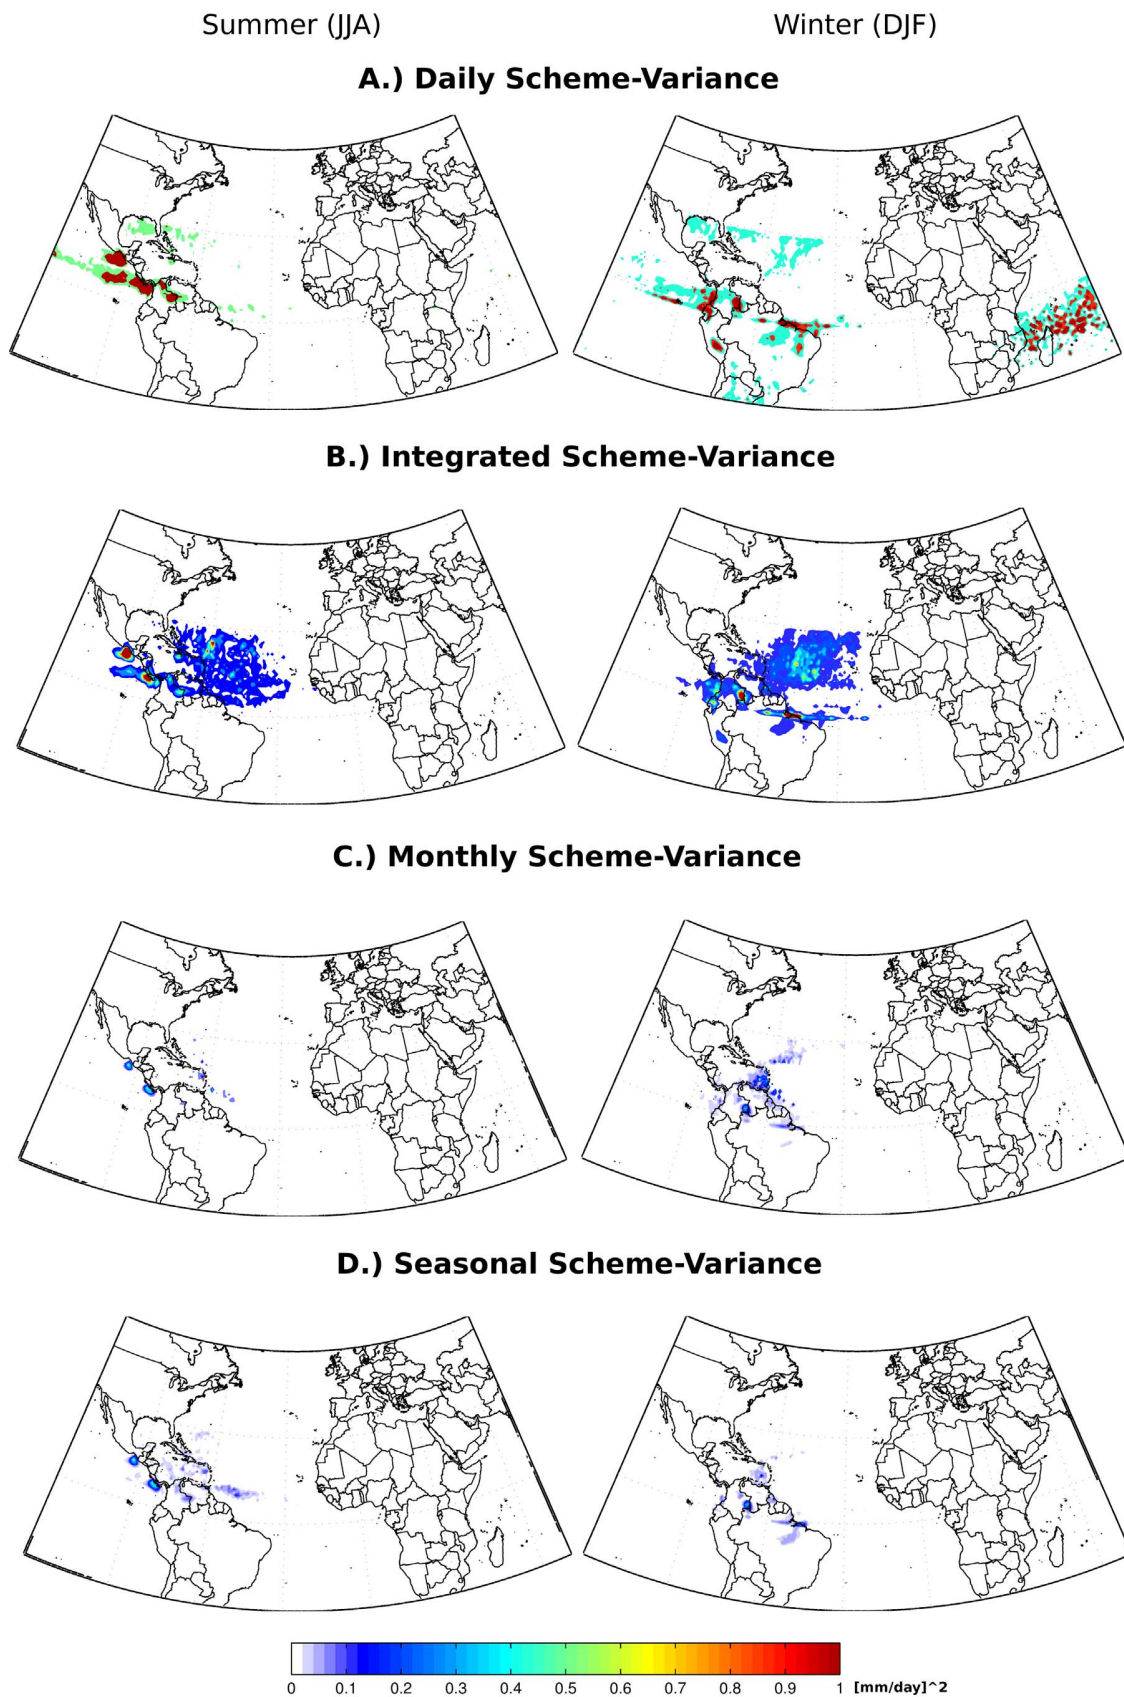 Summer (JJA) Winter (DJF)
A.) Daily Scheme-Variance
B.) Integrated Scheme-Variance
C.) Monthly Scheme-Variance
D.) Seasonal Scheme-Variance
0 0.1 0.2 0.3 0.4 0.5 0.6 0.7 0.8 0.9 1 [mm/day]^2